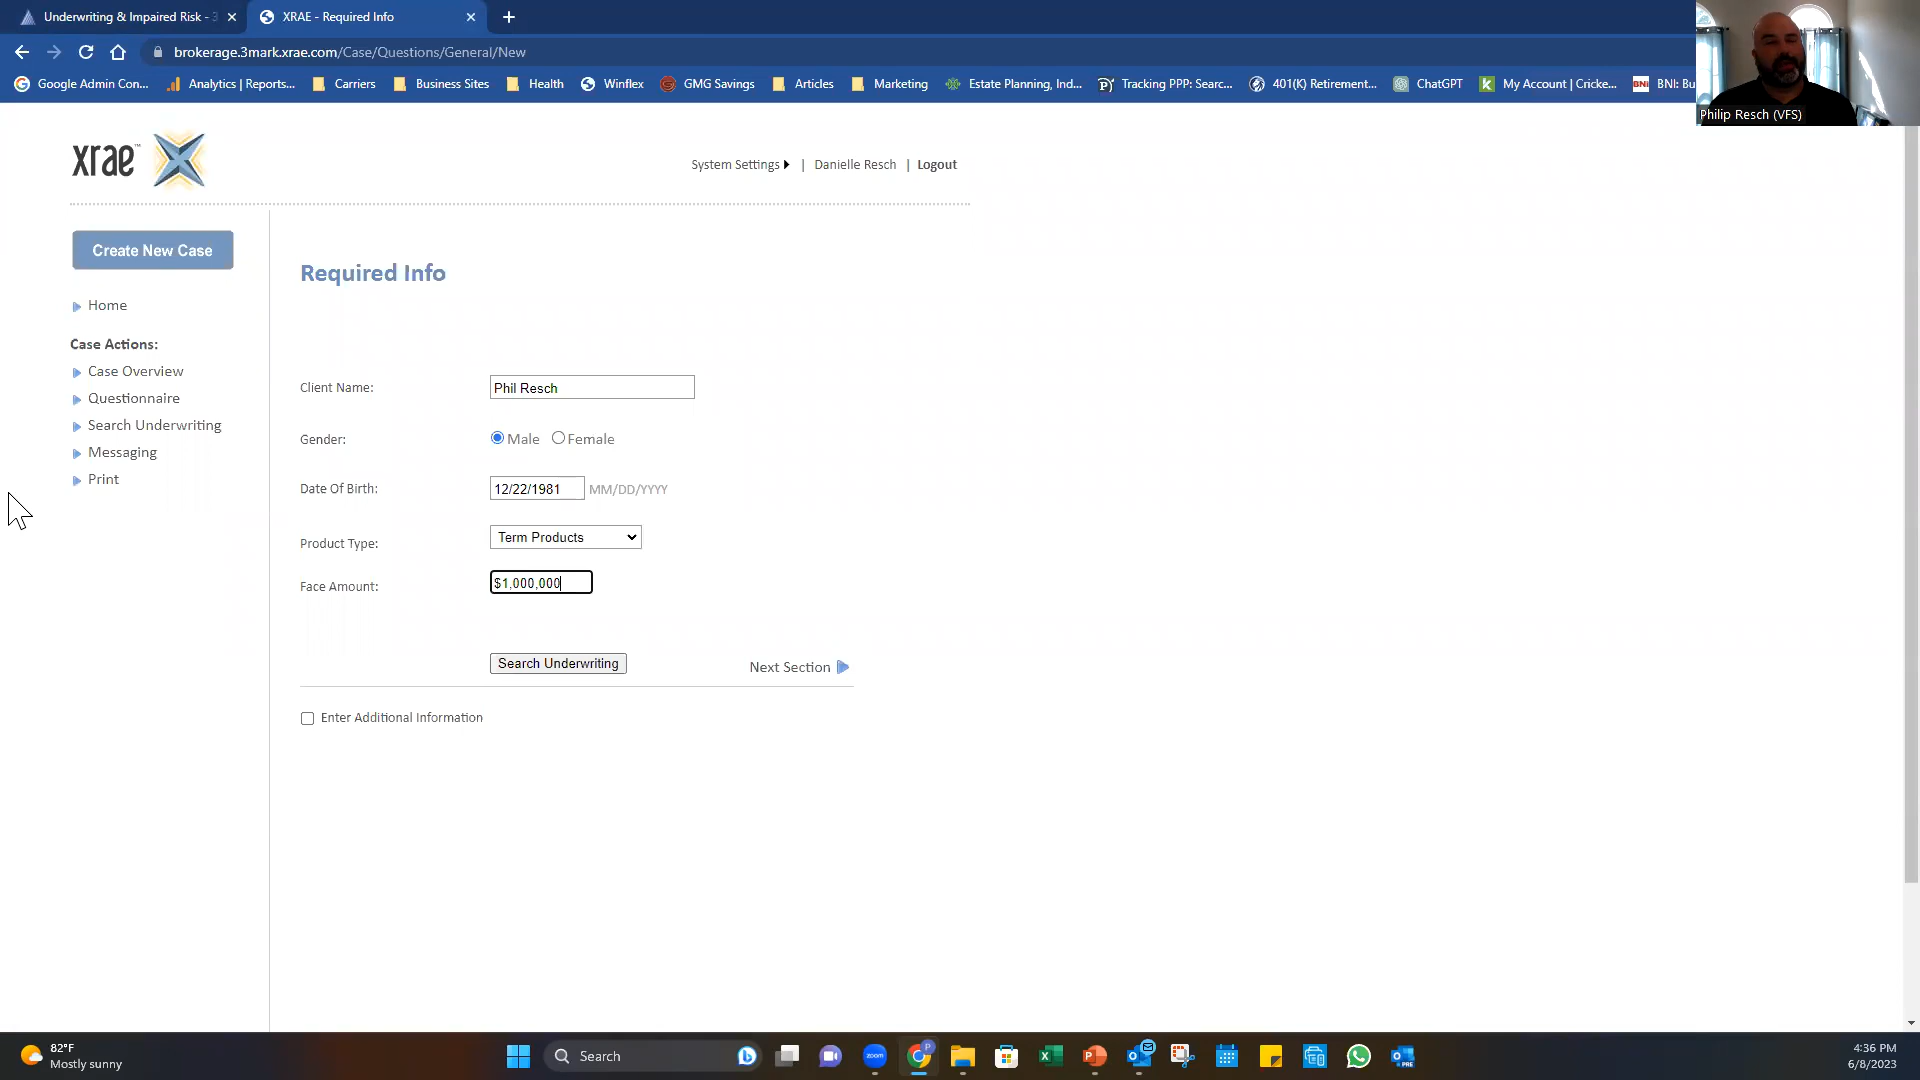 Underwriting & Impaired Risk - 3
XRAE - Required Info
brokerage.3mark.xrae.com/Case/Questions/General/New
Google Admin Con...
Analytics | Reports...
Carriers
Business Sites
Health
Winflex
GMG Savings
Articles
Marketing
Estate Planning, Ind...
Tracking PPP: Searc...
401(K) Retirement...
ChatGPT
My Account | Cricke...
BNI: Bu
Philip Resch (VFS)
xrae™
System Settings | Danielle Resch | Logout
Create New Case
Home
Case Actions:
Case Overview
Questionnaire
Search Underwriting
Messaging
Print
Required Info
Client Name: Phil Resch
Gender: Male Female
Date Of Birth: 12/22/1981 MM/DD/YYYY
Product Type: Term Products
Face Amount: $1,000,000
Search Underwriting
Next Section
Enter Additional Information
82°F
Mostly sunny
Search
zoom
P
PRE
4:36 PM
6/8/2023